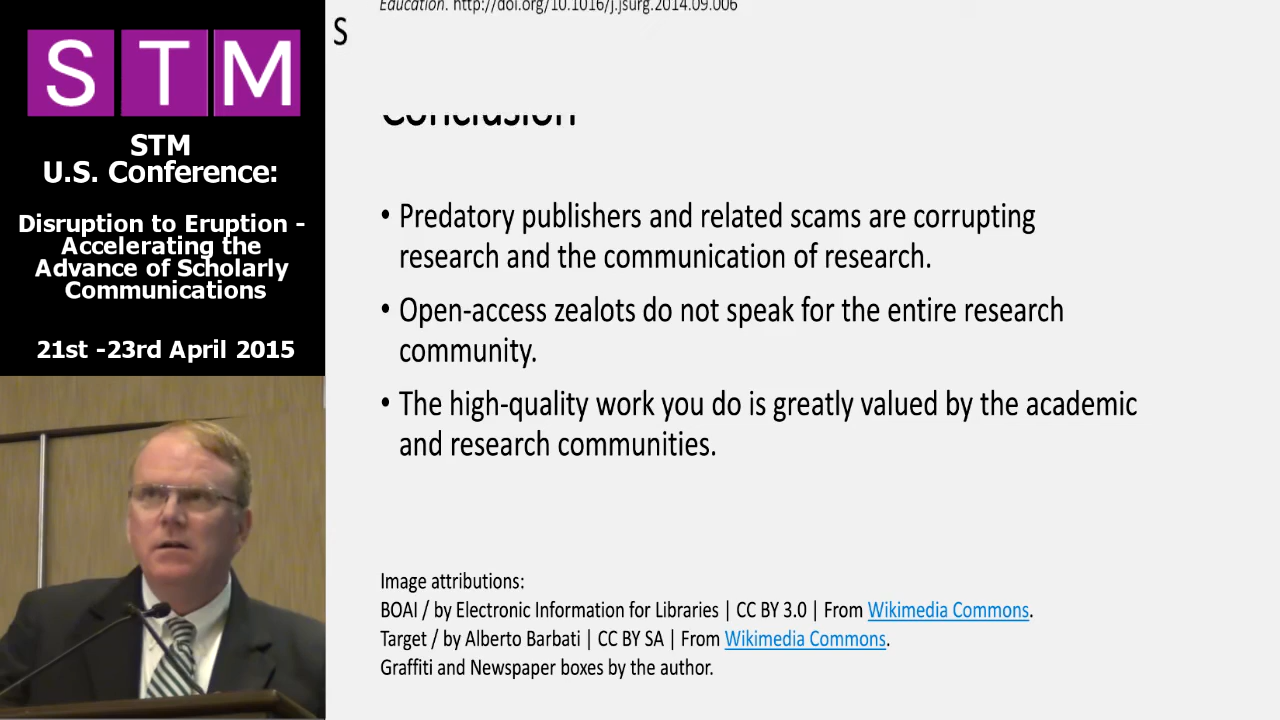 STM
STM
U.S. Conference:
Disruption to Eruption -
Accelerating the
Advance of Scholarly
Communications
21st -23rd April 2015
Education. http://doi.org/10.1016/j.jsurg.2014.09.006
S
Conclusion
• Predatory publishers and related scams are corrupting
research and the communication of research.
• Open-access zealots do not speak for the entire research
community.
• The high-quality work you do is greatly valued by the academic
and research communities.
Image attributions:
BOAI / by Electronic Information for Libraries | CC BY 3.0 | From Wikimedia Commons.
Target / by Alberto Barbati | CC BY SA | From Wikimedia Commons.
Graffiti and Newspaper boxes by the author.